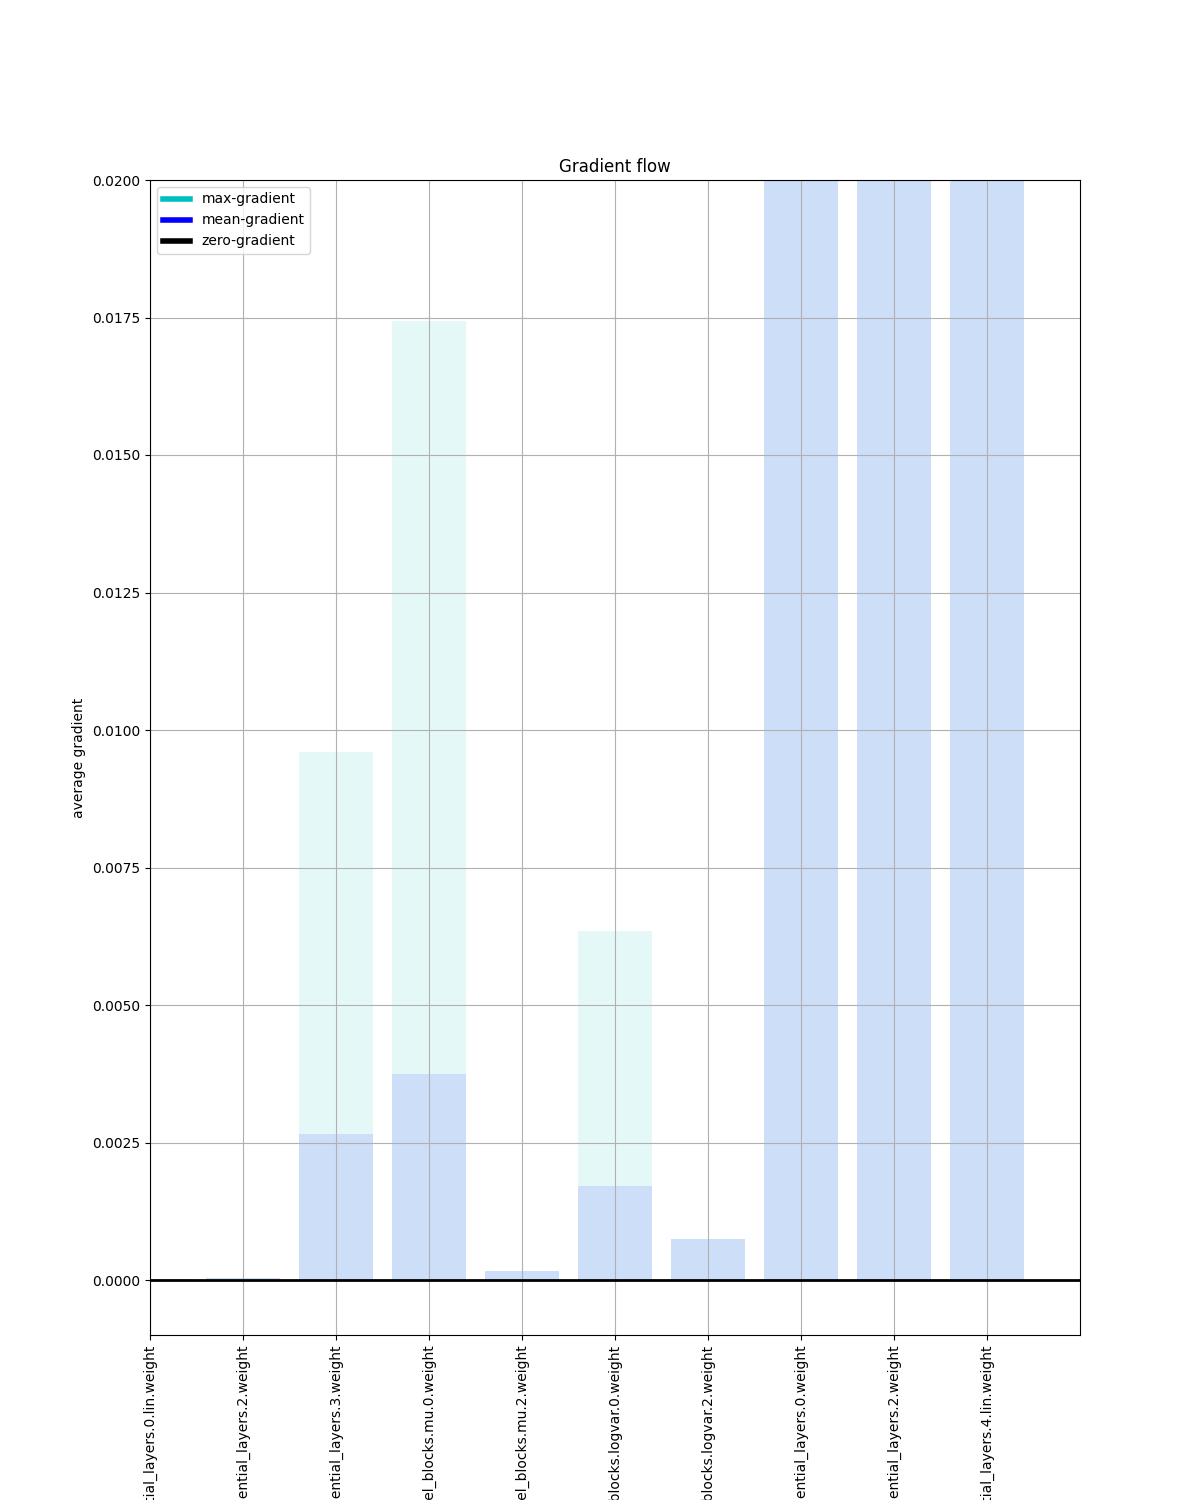 Gradient flow
max-gradient
mean-gradient
zero-gradient
0.0200
0.0175
0.0150
0.0125
0.0100
0.0075
0.0050
0.0025
0.0000
average gradient
tial_layers.0.lin.weight
ential_layers.2.weight
ential_layers.3.weight
el_blocks.mu.0.weight
el_blocks.mu.2.weight
blocks.logvar.0.weight
blocks.logvar.2.weight
ential_layers.0.weight
ential_layers.2.weight
tial_layers.4.lin.weight